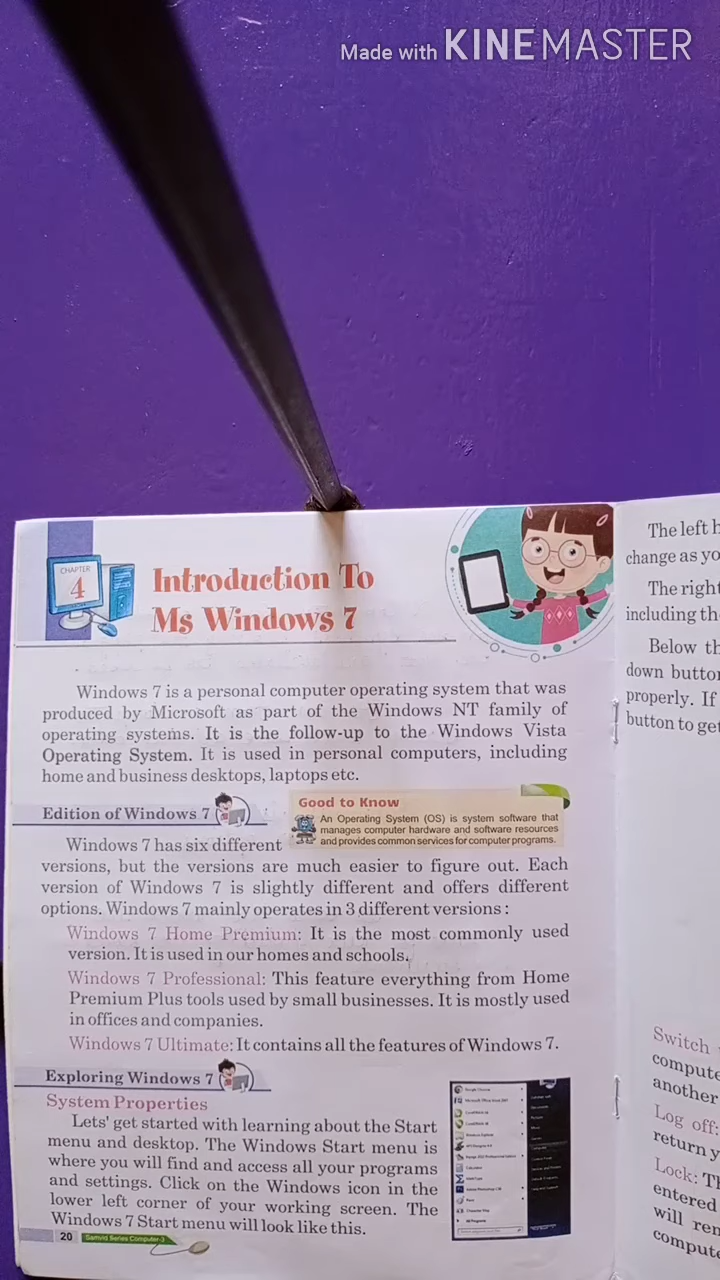 Made with KINEMASTER
CHAPTER
4
Introduction To
Ms Windows 7
Windows 7 is a personal computer operating system that was
produced by Microsoft as part of the Windows NT family of
operating systems. It is the follow-up to the Windows Vista
Operating System. It is used in personal computers, including
home and business desktops, laptops etc.
Edition of Windows 7
Good to Know
An Operating System (OS) is system software that
manages computer hardware and software resources
and provides common services for computer programs.
Windows 7 has six different
versions, but the versions are much easier to figure out. Each
version of Windows 7 is slightly different and offers different
options. Windows 7 mainly operates in 3 different versions :
Windows 7 Home Premium: It is the most commonly used
version. It is used in our homes and schools.
Windows 7 Professional: This feature everything from Home
Premium Plus tools used by small businesses. It is mostly used
in offices and companies.
Windows 7 Ultimate: It contains all the features of Windows 7.
Exploring Windows 7
System Properties
Lets' get started with learning about the Start
menu and desktop. The Windows Start menu is
where you will find and access all your programs
and settings. Click on the Windows icon in the
lower left corner of your working screen. The
Windows 7 Start menu will look like this.
20 Samvid Series Computer-3
The left
change as
The right
including
Below
down
properly. If
button to get
Switch
another
Log off:
return
Lock:
entered
will